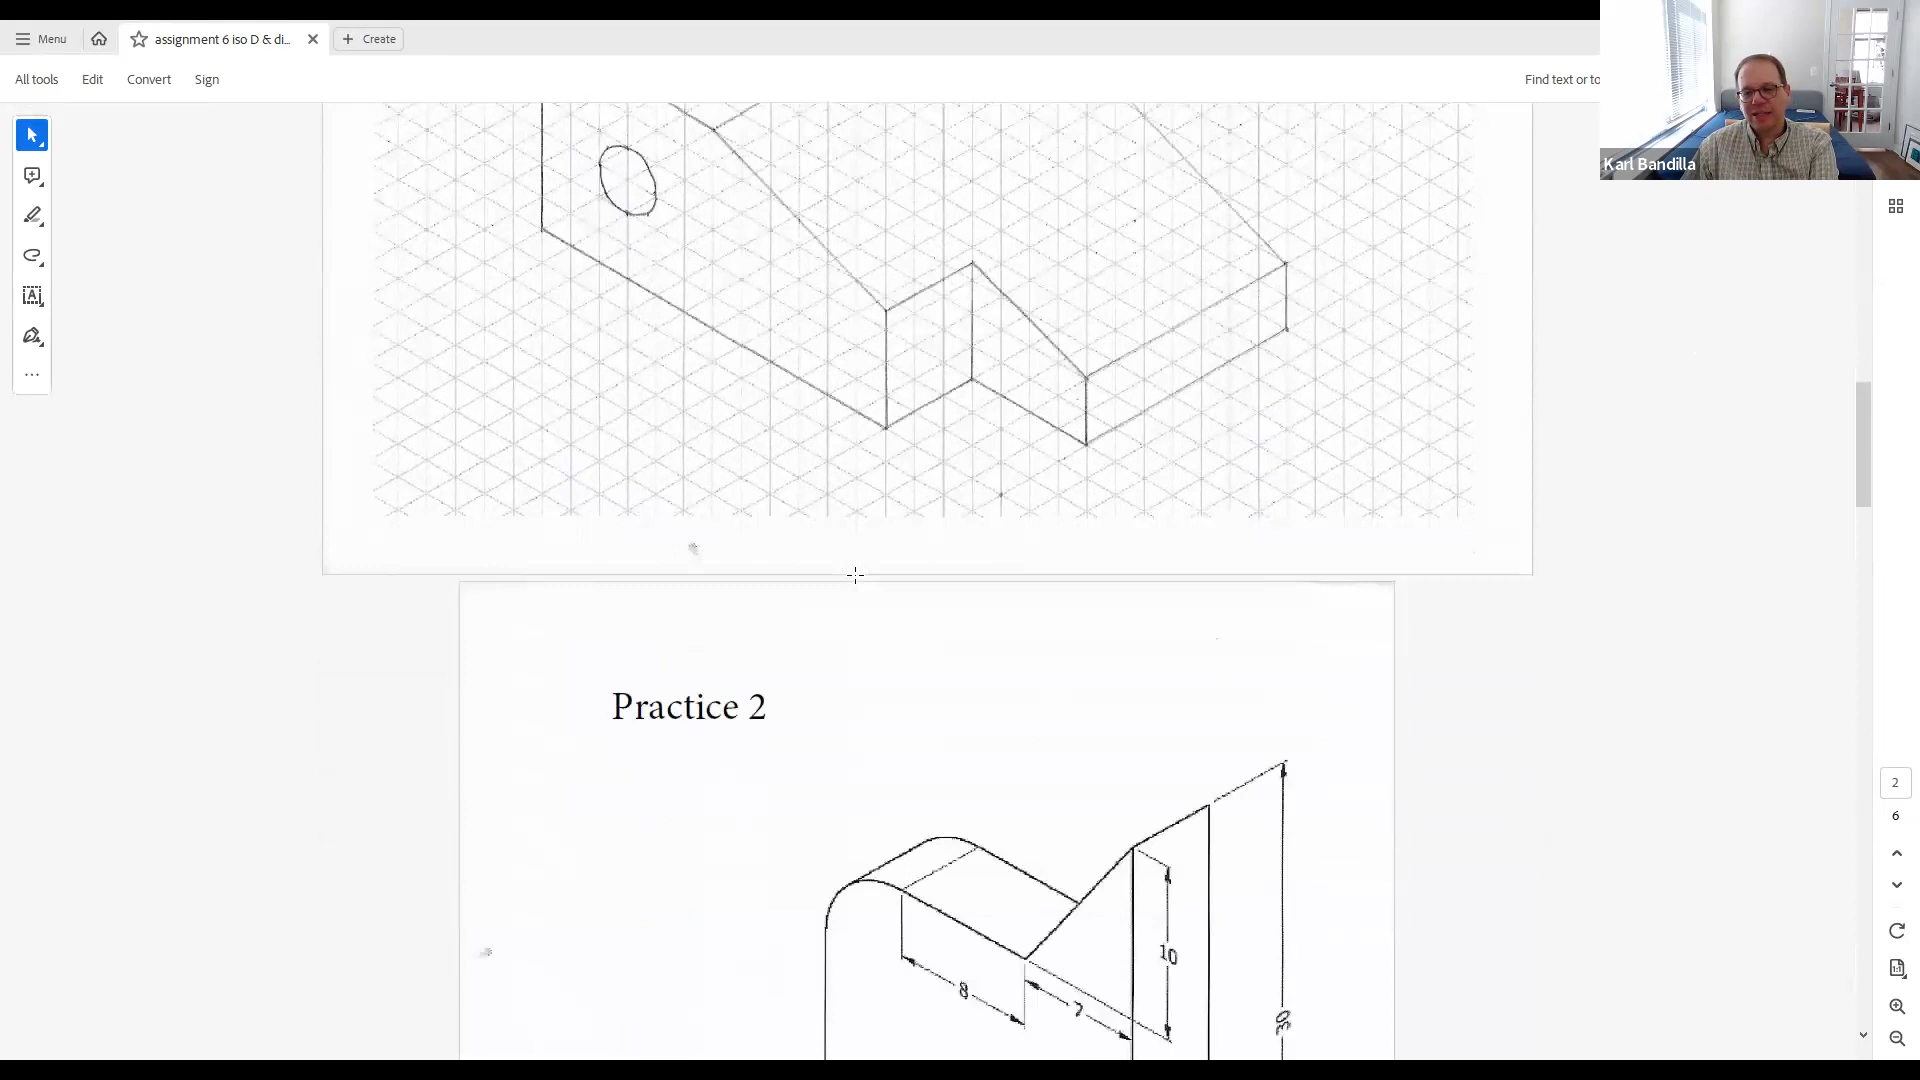 Menu
assignment 6 iso D & di...
Create
All tools
Edit
Convert
Sign
Find text or to
Karl Bandilla
Practice 2
10
8
7
30
2
6